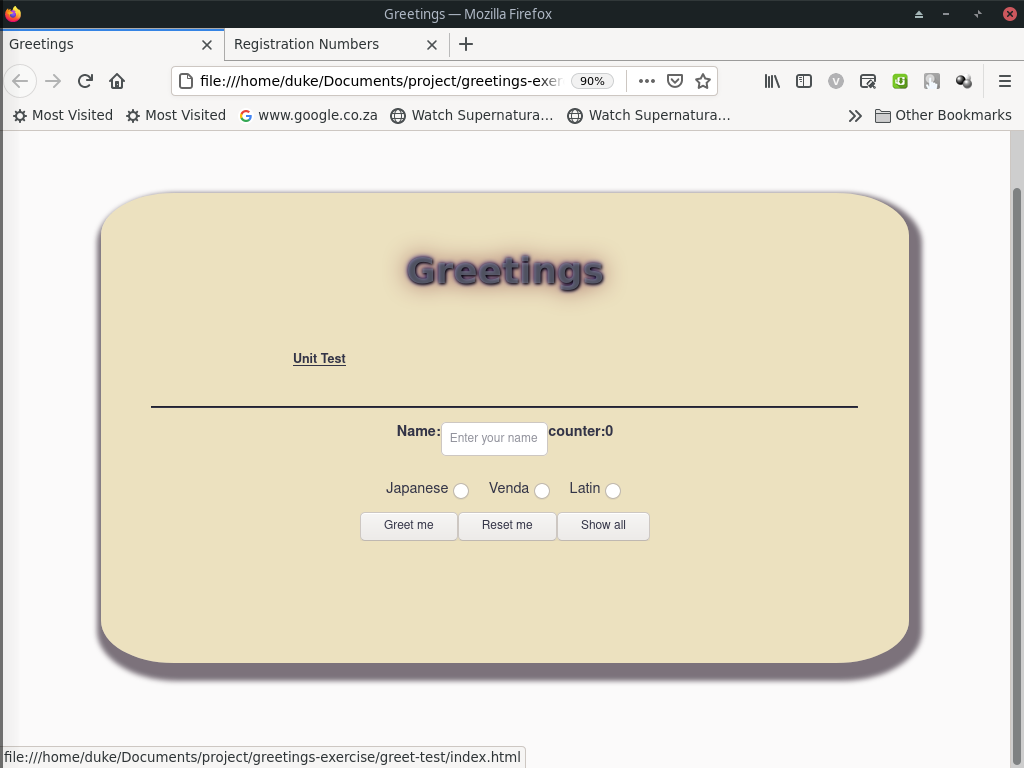 Greetings — Mozilla Firefox
Greetings
Registration Numbers
file:///home/duke/Documents/project/greetings-exer 90%
Most Visited Most Visited www.google.co.za Watch Supernatura... Watch Supernatura... Other Bookmarks
Greetings
Unit Test
Name: Enter your name counter:0
Japanese Venda Latin
Greet me Reset me Show all
file:///home/duke/Documents/project/greetings-exercise/greet-test/index.html